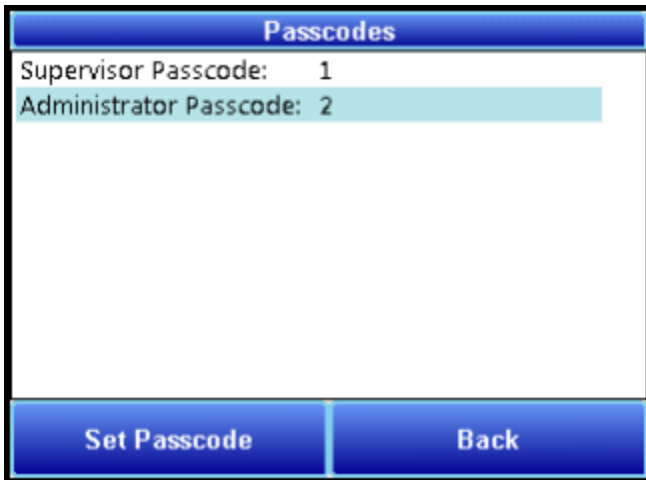 Passcodes
Supervisor Passcode: 1
Administrator Passcode: 2
Set Passcode
Back